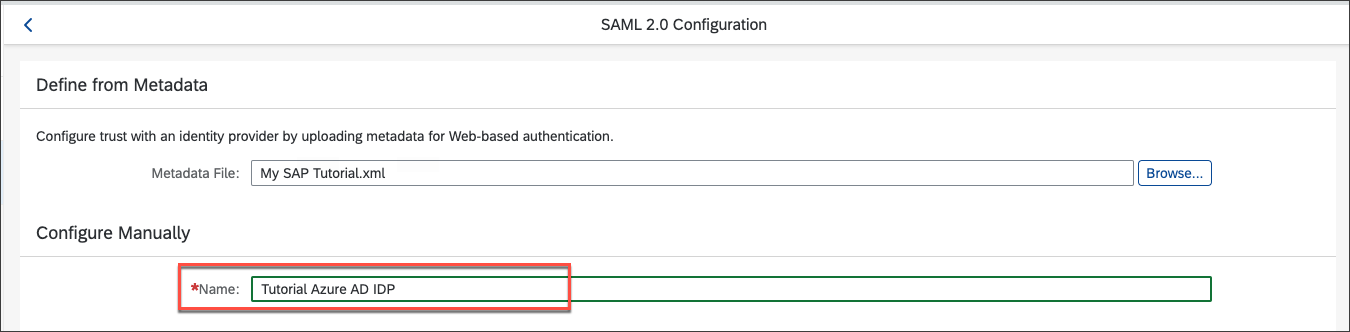 SAML 2.0 Configuration
Define from Metadata
Configure trust with an identity provider by uploading metadata for Web-based authentication.
Metadata File: My SAP Tutorial.xml Browse...
Configure Manually
*Name: Tutorial Azure AD IDP